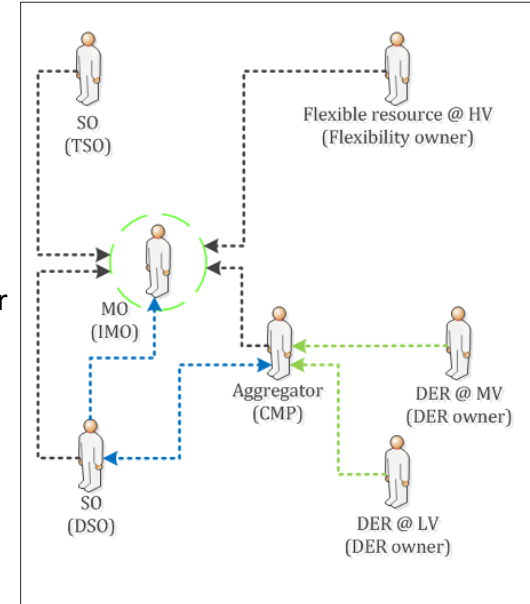 SO
(TSO)
Flexible resource @ HV
(Flexibility owner)
r
MO
(IMO)
Aggregator
(CMP)
DER @ MV
(DER owner)
SO
(DSO)
DER @ LV
(DER owner)